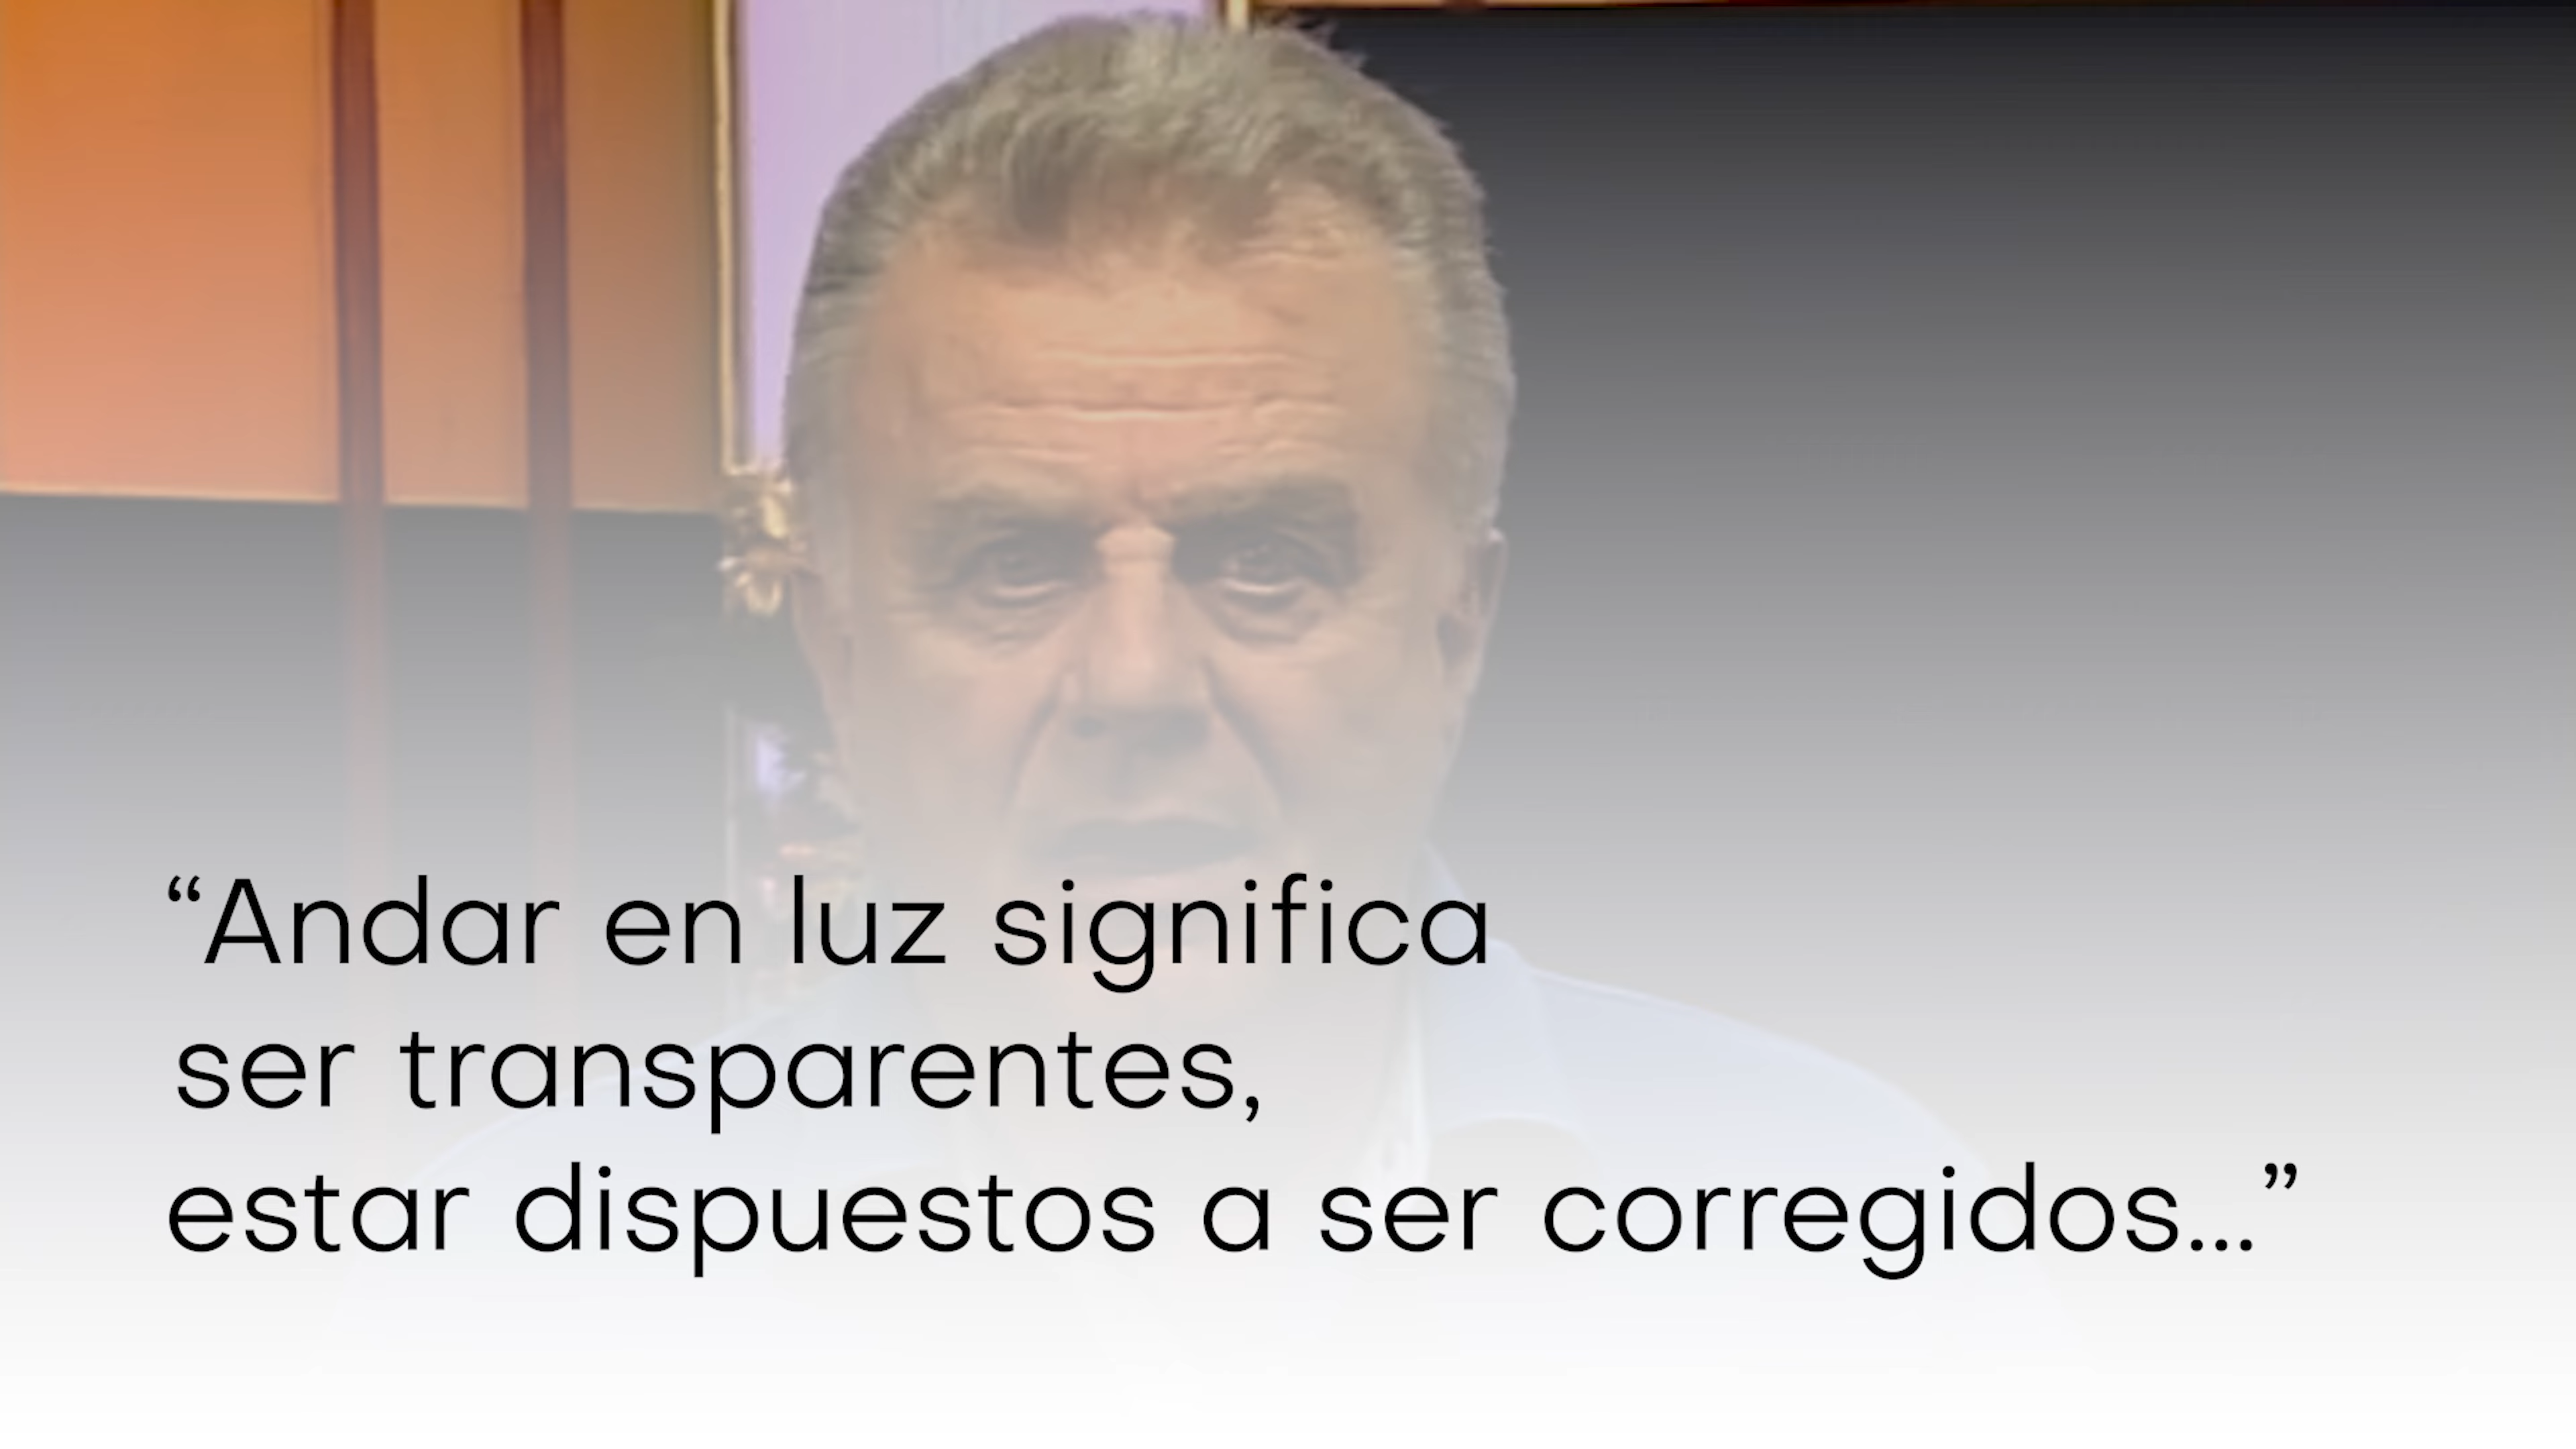 “Andar en luz significa
ser transparentes,
estar dispuestos a ser corregidos...”